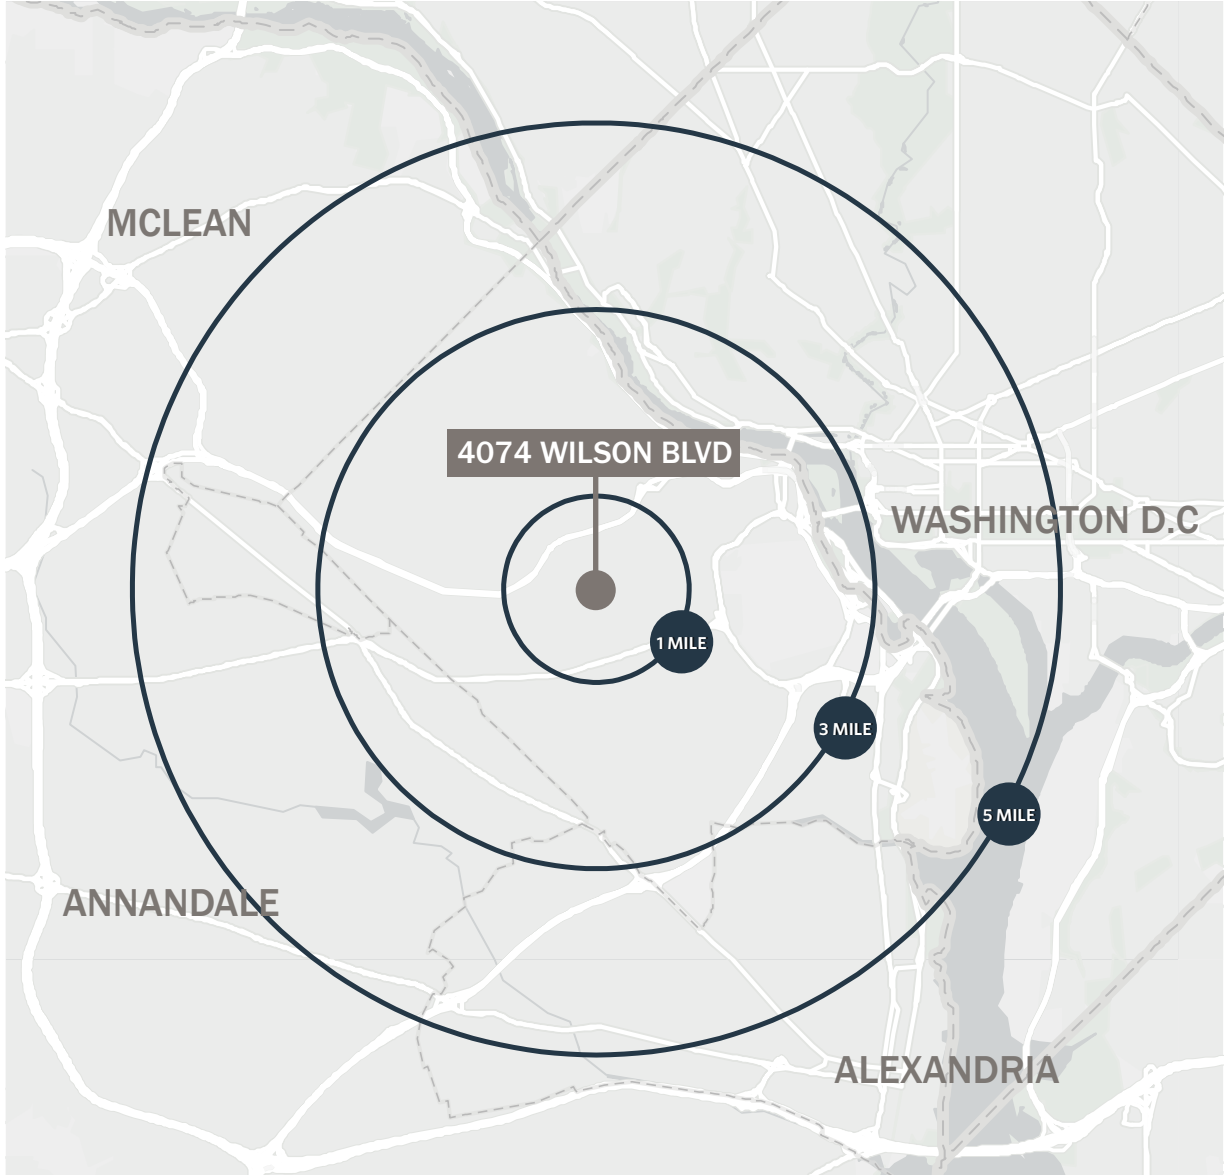 MCLEAN
4074 WILSON BLVD
WASHINGTON D.C
1 MILE
3 MILE
5 MILE
ANNANDALE
ALEXANDRIA